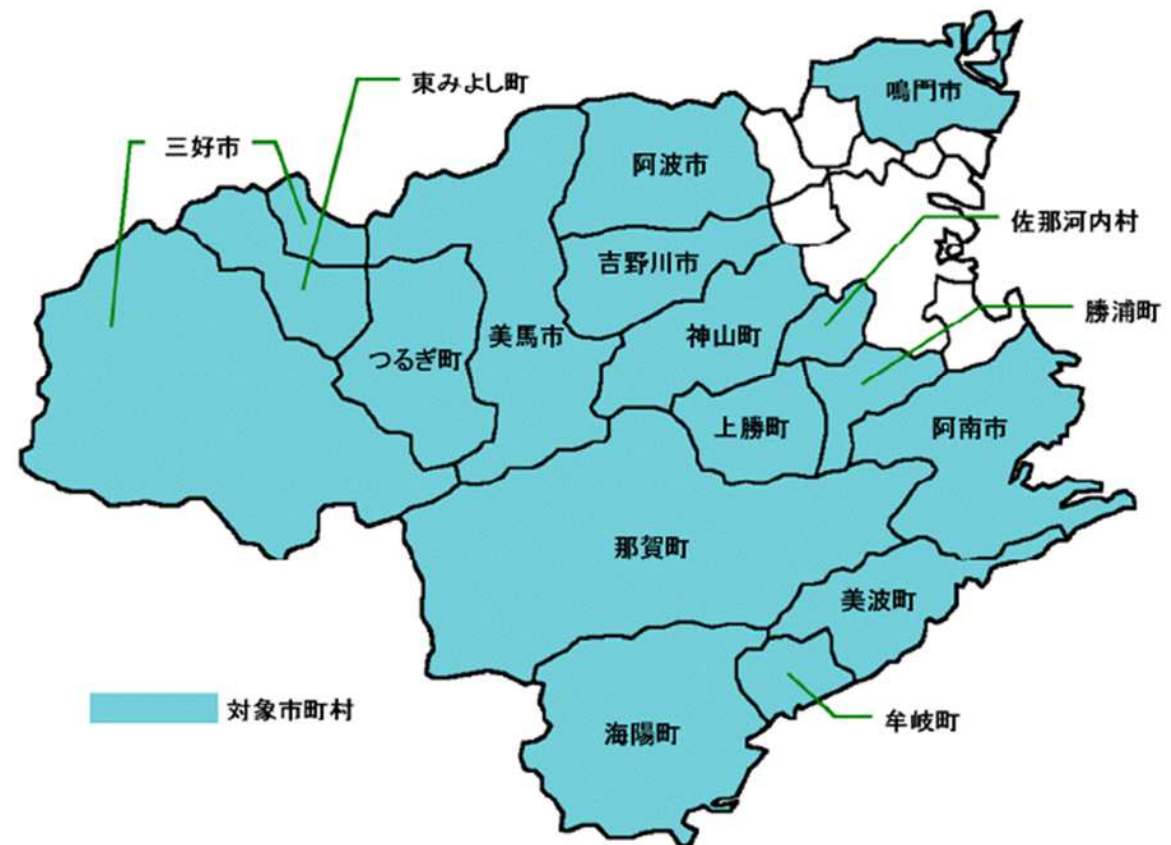 東みよし町
鳴門市
三好市
阿波市
佐那河内村
吉野川市
勝浦町
美馬市
神山町
つるぎ町
上勝町
阿南市
那賀町
美波町
対象市町村
牟岐町
海陽町